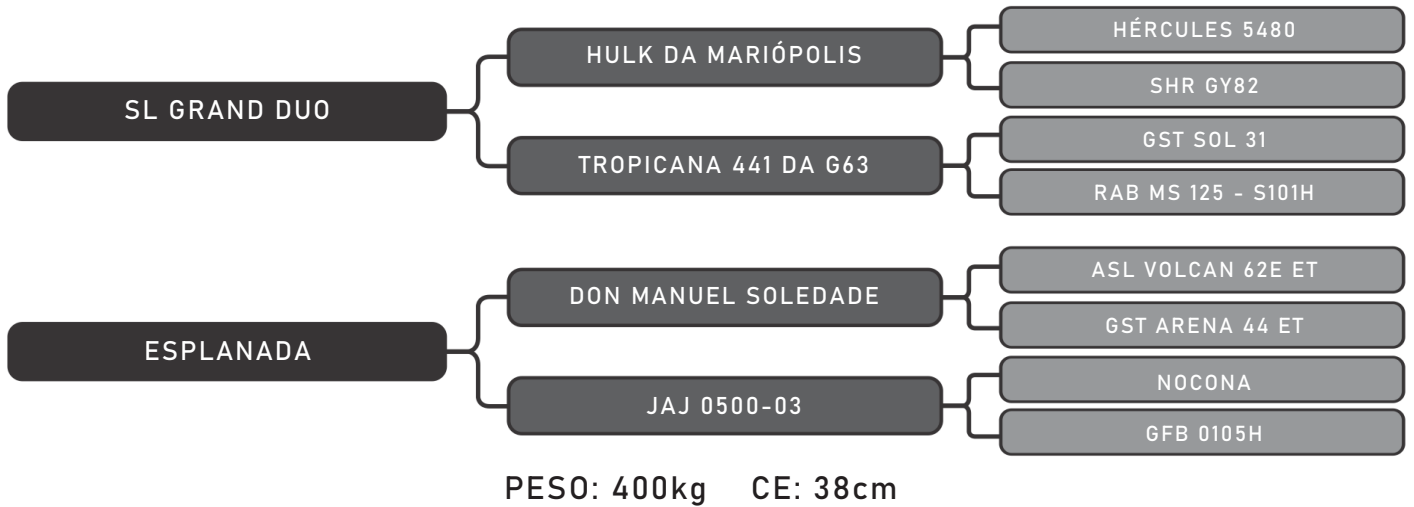 SL GRAND DUO
HULK DA MARIÓPOLIS
HÉRCULES 5480
SHR GY82
TROPICANA 441 DA G63
GST SOL 31
RAB MS 125 - S101H
ESPLANADA
DON MANUEL SOLEDADE
ASL VOLCAN 62E ET
GST ARENA 44 ET
JAJ 0500-03
NOCONA
GFB 0105H
PESO: 400kg CE: 38cm